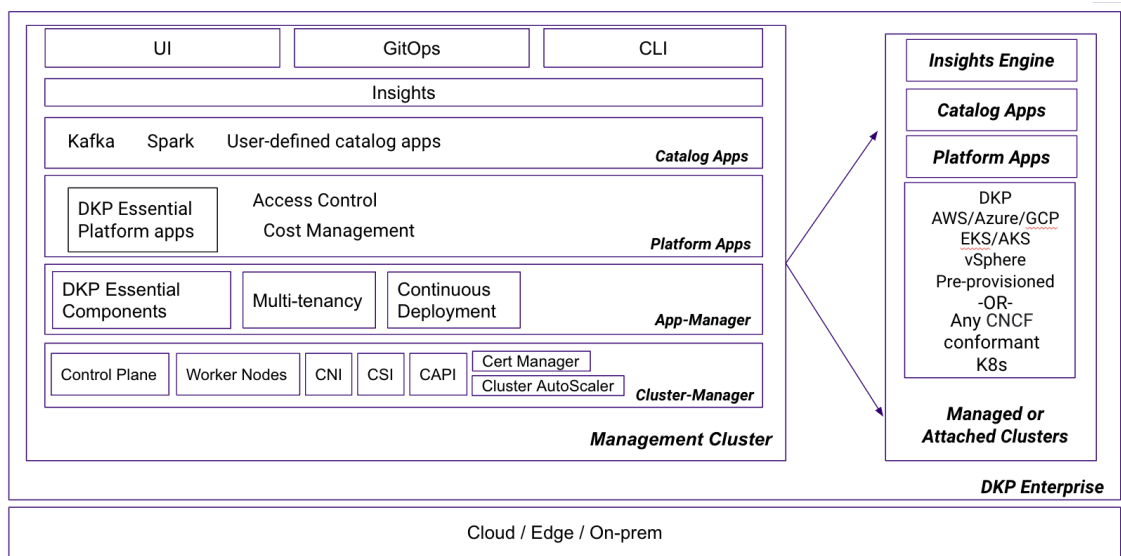 UI
GitOps
CLI
Insights
Kafka
Spark
User-defined catalog apps
Catalog Apps
DKP Essential
Platform apps
Access Control
Cost Management
Platform Apps
DKP Essential
Components
Multi-tenancy
Continuous
Deployment
App-Manager
Control Plane
Worker Nodes
CNI
CSI
CAPI
Cert Manager
Cluster AutoScaler
Cluster-Manager
Management Cluster
Insights Engine
Catalog Apps
Platform Apps
DKP
AWS/Azure/GCP
EKS/AKS
vSphere
Pre-provisioned
-OR-
Any CNCF
conformant
K8s
Managed or
Attached Clusters
DKP Enterprise
Cloud / Edge / On-prem